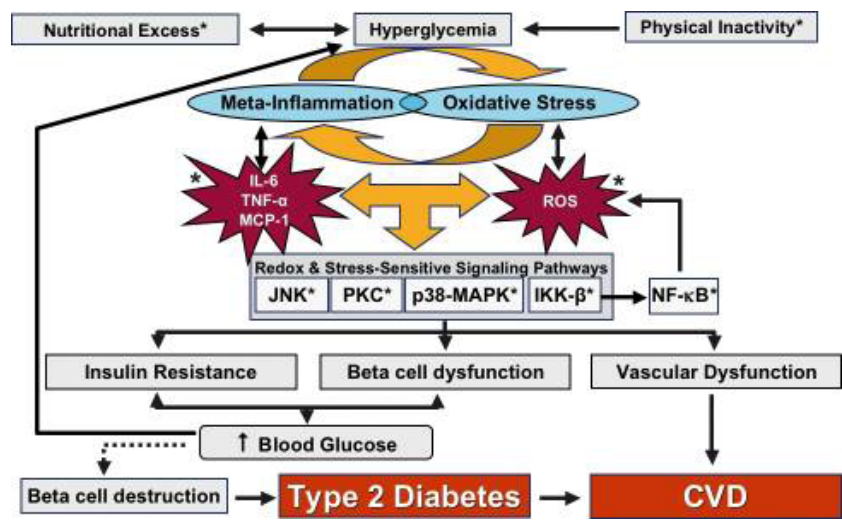 Nutritional Excess*
Hyperglycemia
Physical Inactivity*
Meta-Inflammation
Oxidative Stress
*
IL-6
TNF-α
MCP-1
ROS
*
Redox & Stress-Sensitive Signaling Pathways
JNK*
PKC*
p38-MAPK*
IKK-β*
NF-κB*
Insulin Resistance
Beta cell dysfunction
Vascular Dysfunction
↑ Blood Glucose
Beta cell destruction
Type 2 Diabetes
CVD